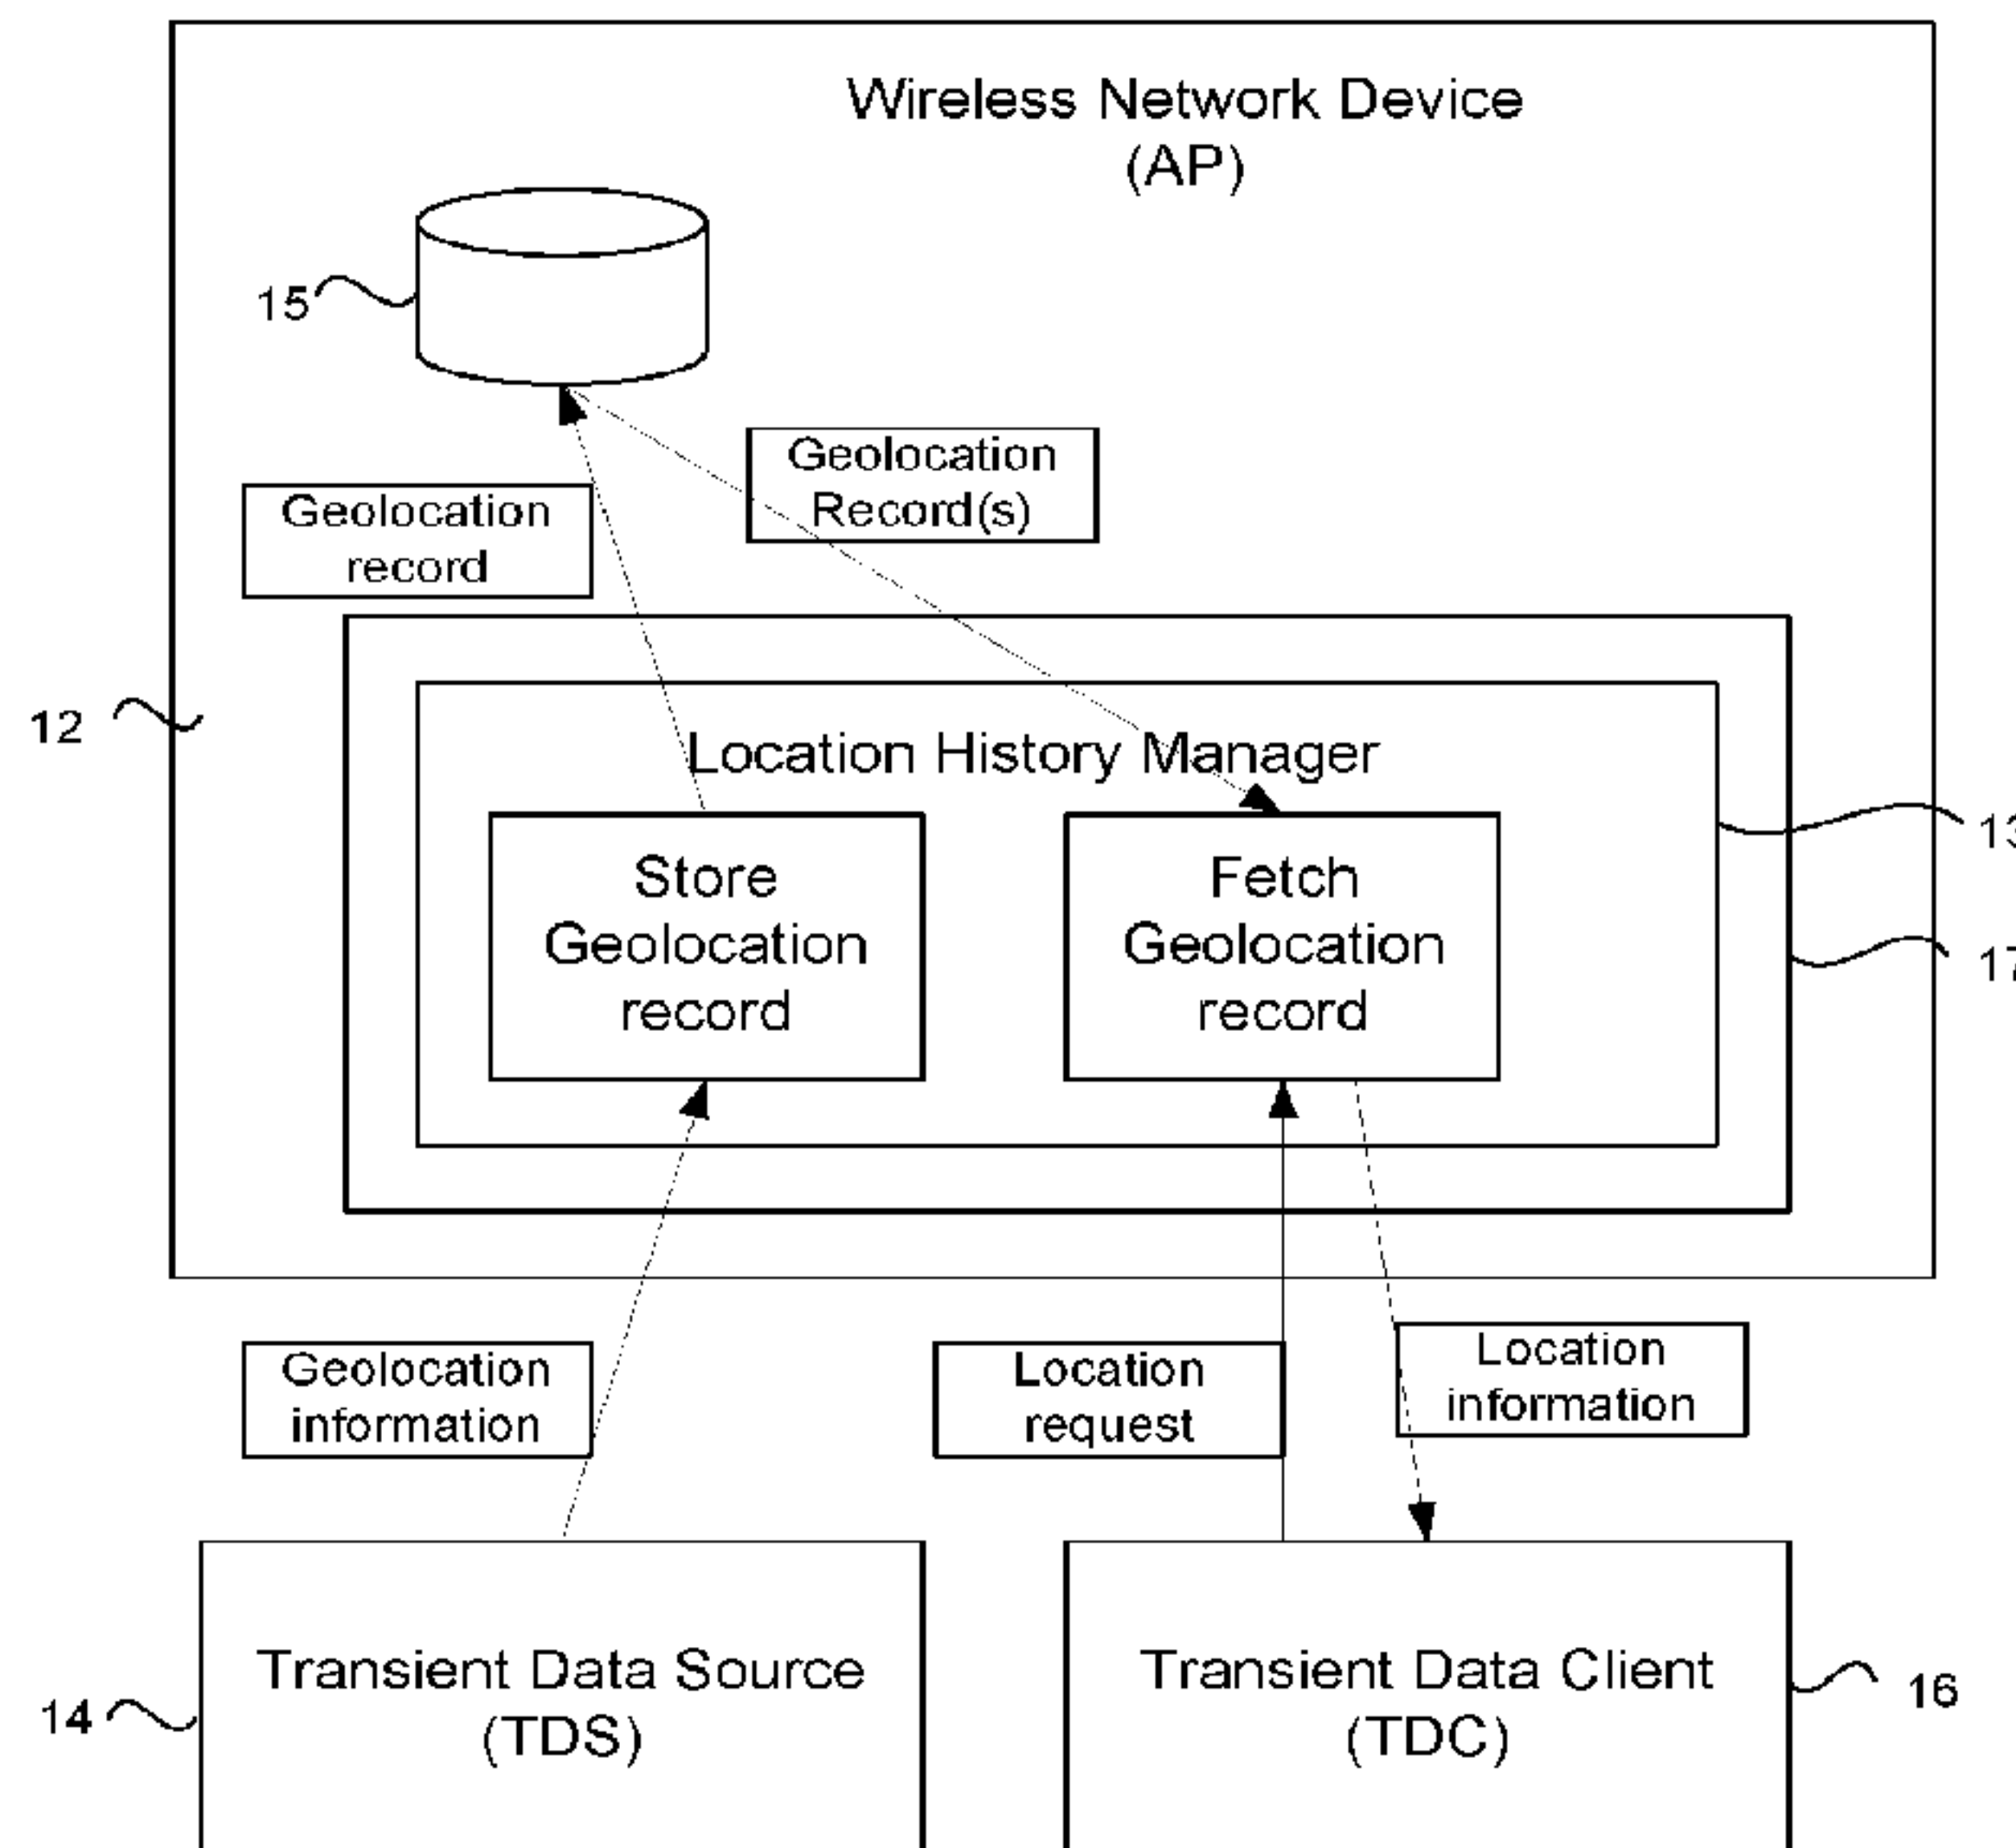 Wireless Network Device
(AP)
15
Geolocation
Record(s)
Geolocation
record
12
Location History Manager
13
Store
Geolocation
record
Fetch
Geolocation
record
17
Geolocation
information
Location
request
Location
information
Transient Data Source
(TDS)
Transient Data Client
(TDC)
14
16